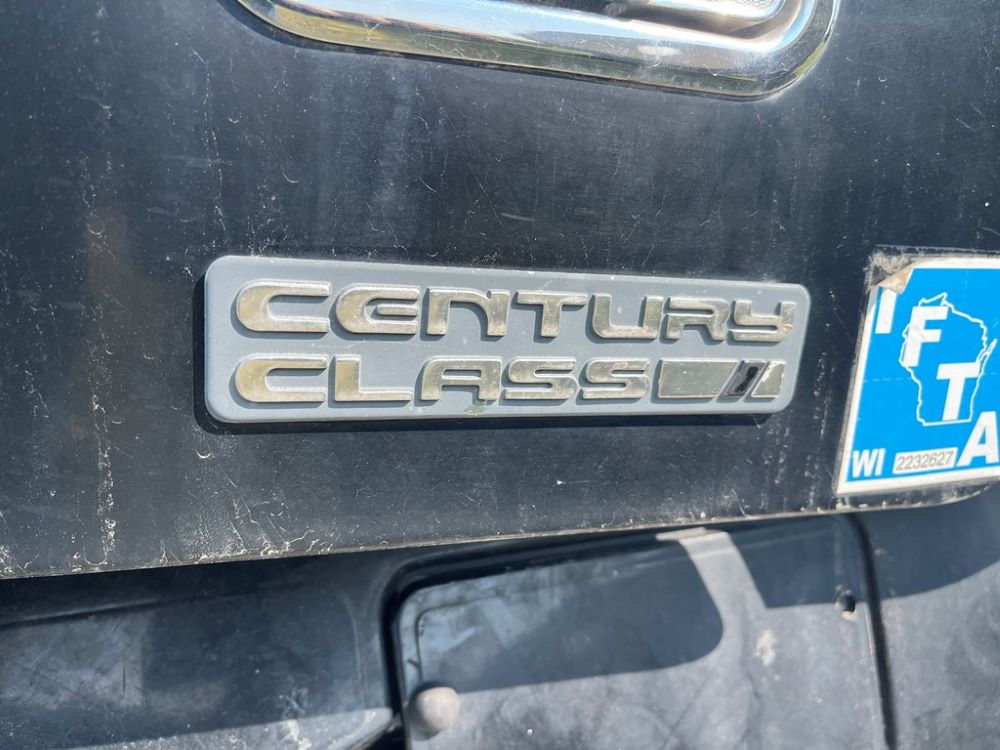 CENTURY
CLASS
IFTA
WI 2232627